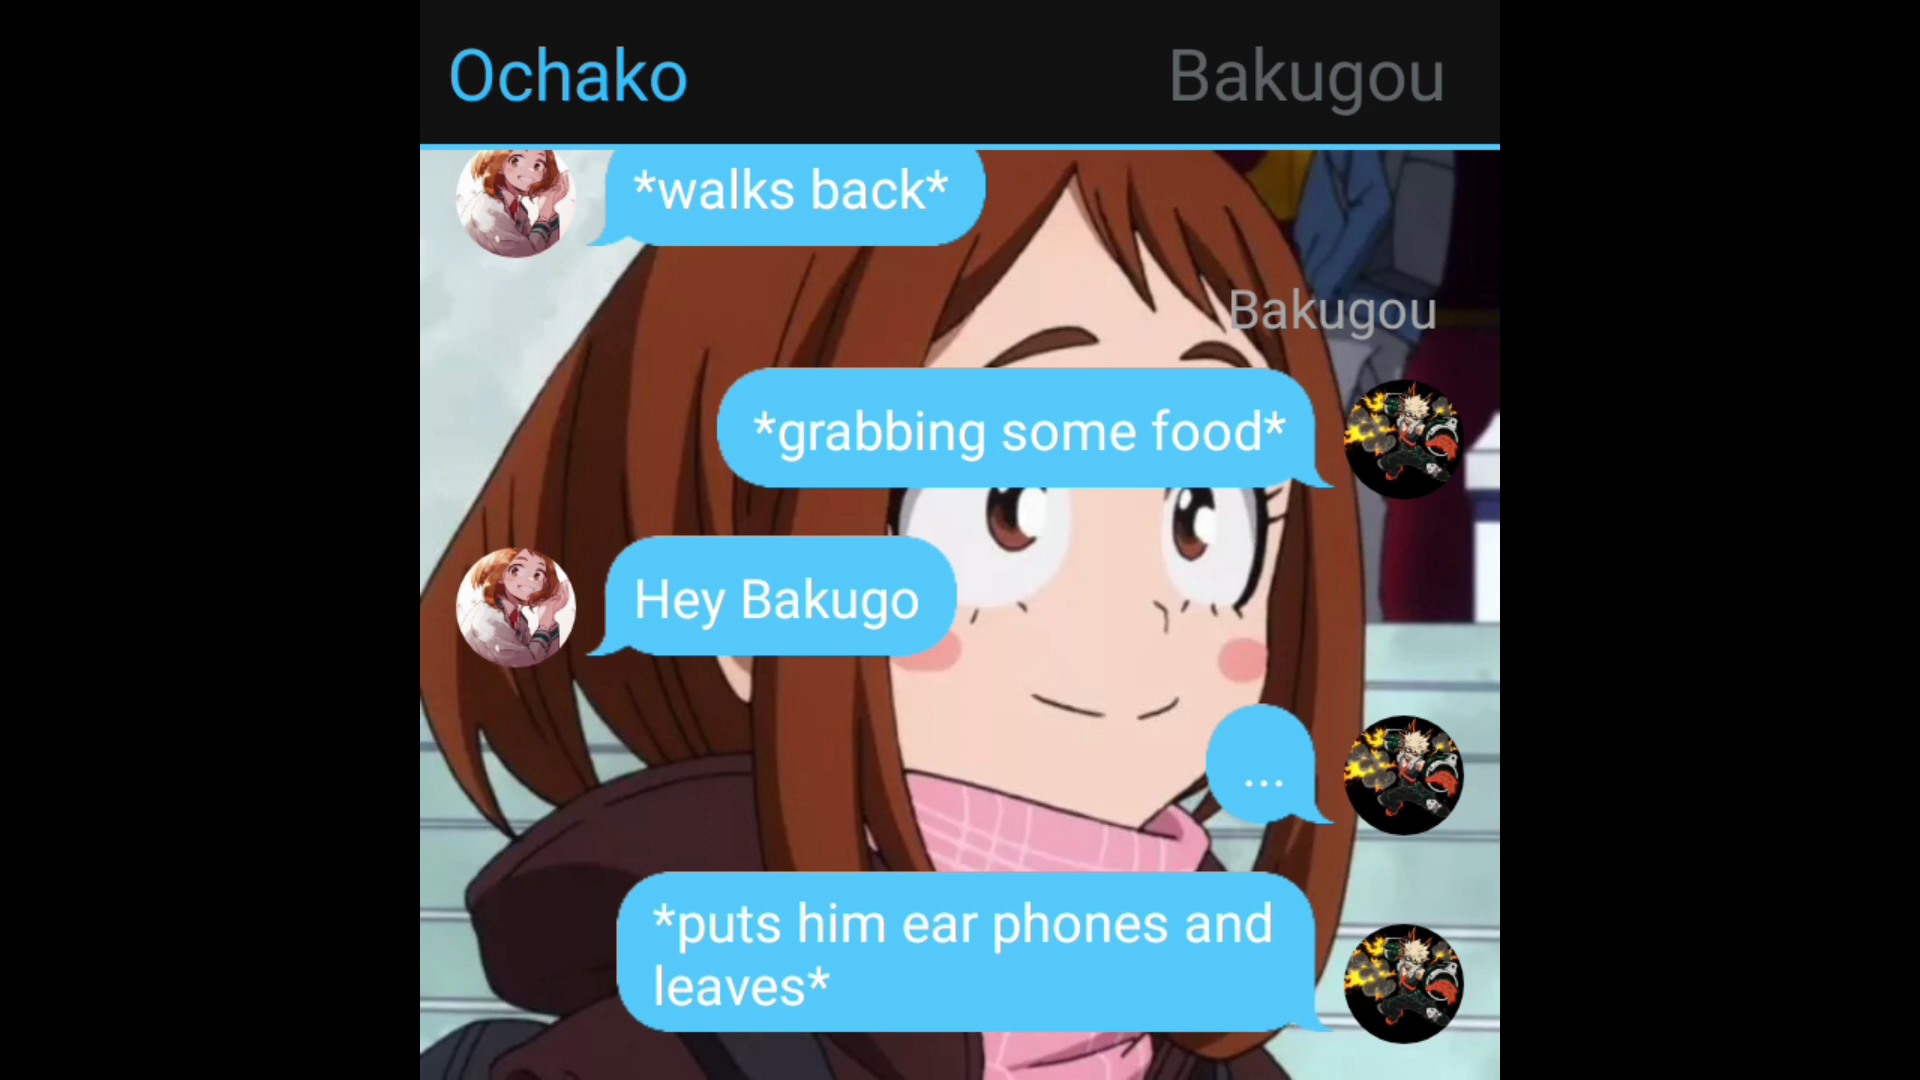 Ochako Bakugou
*walks back*
Bakugou
*grabbing some food*
Hey Bakugo
...
*puts him ear phones and
leaves*